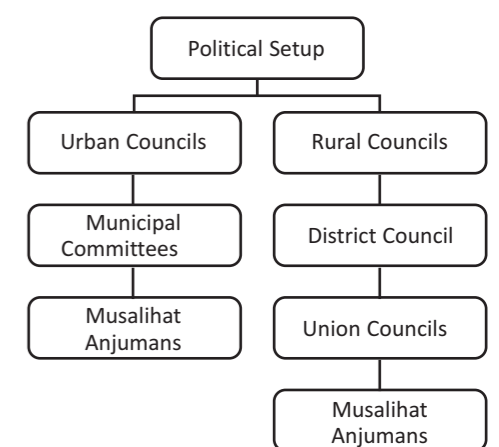 Political Setup
Urban Councils
Rural Councils
Municipal
Committees
District Council
Musalihat
Anjumans
Union Councils
Musalihat
Anjumans